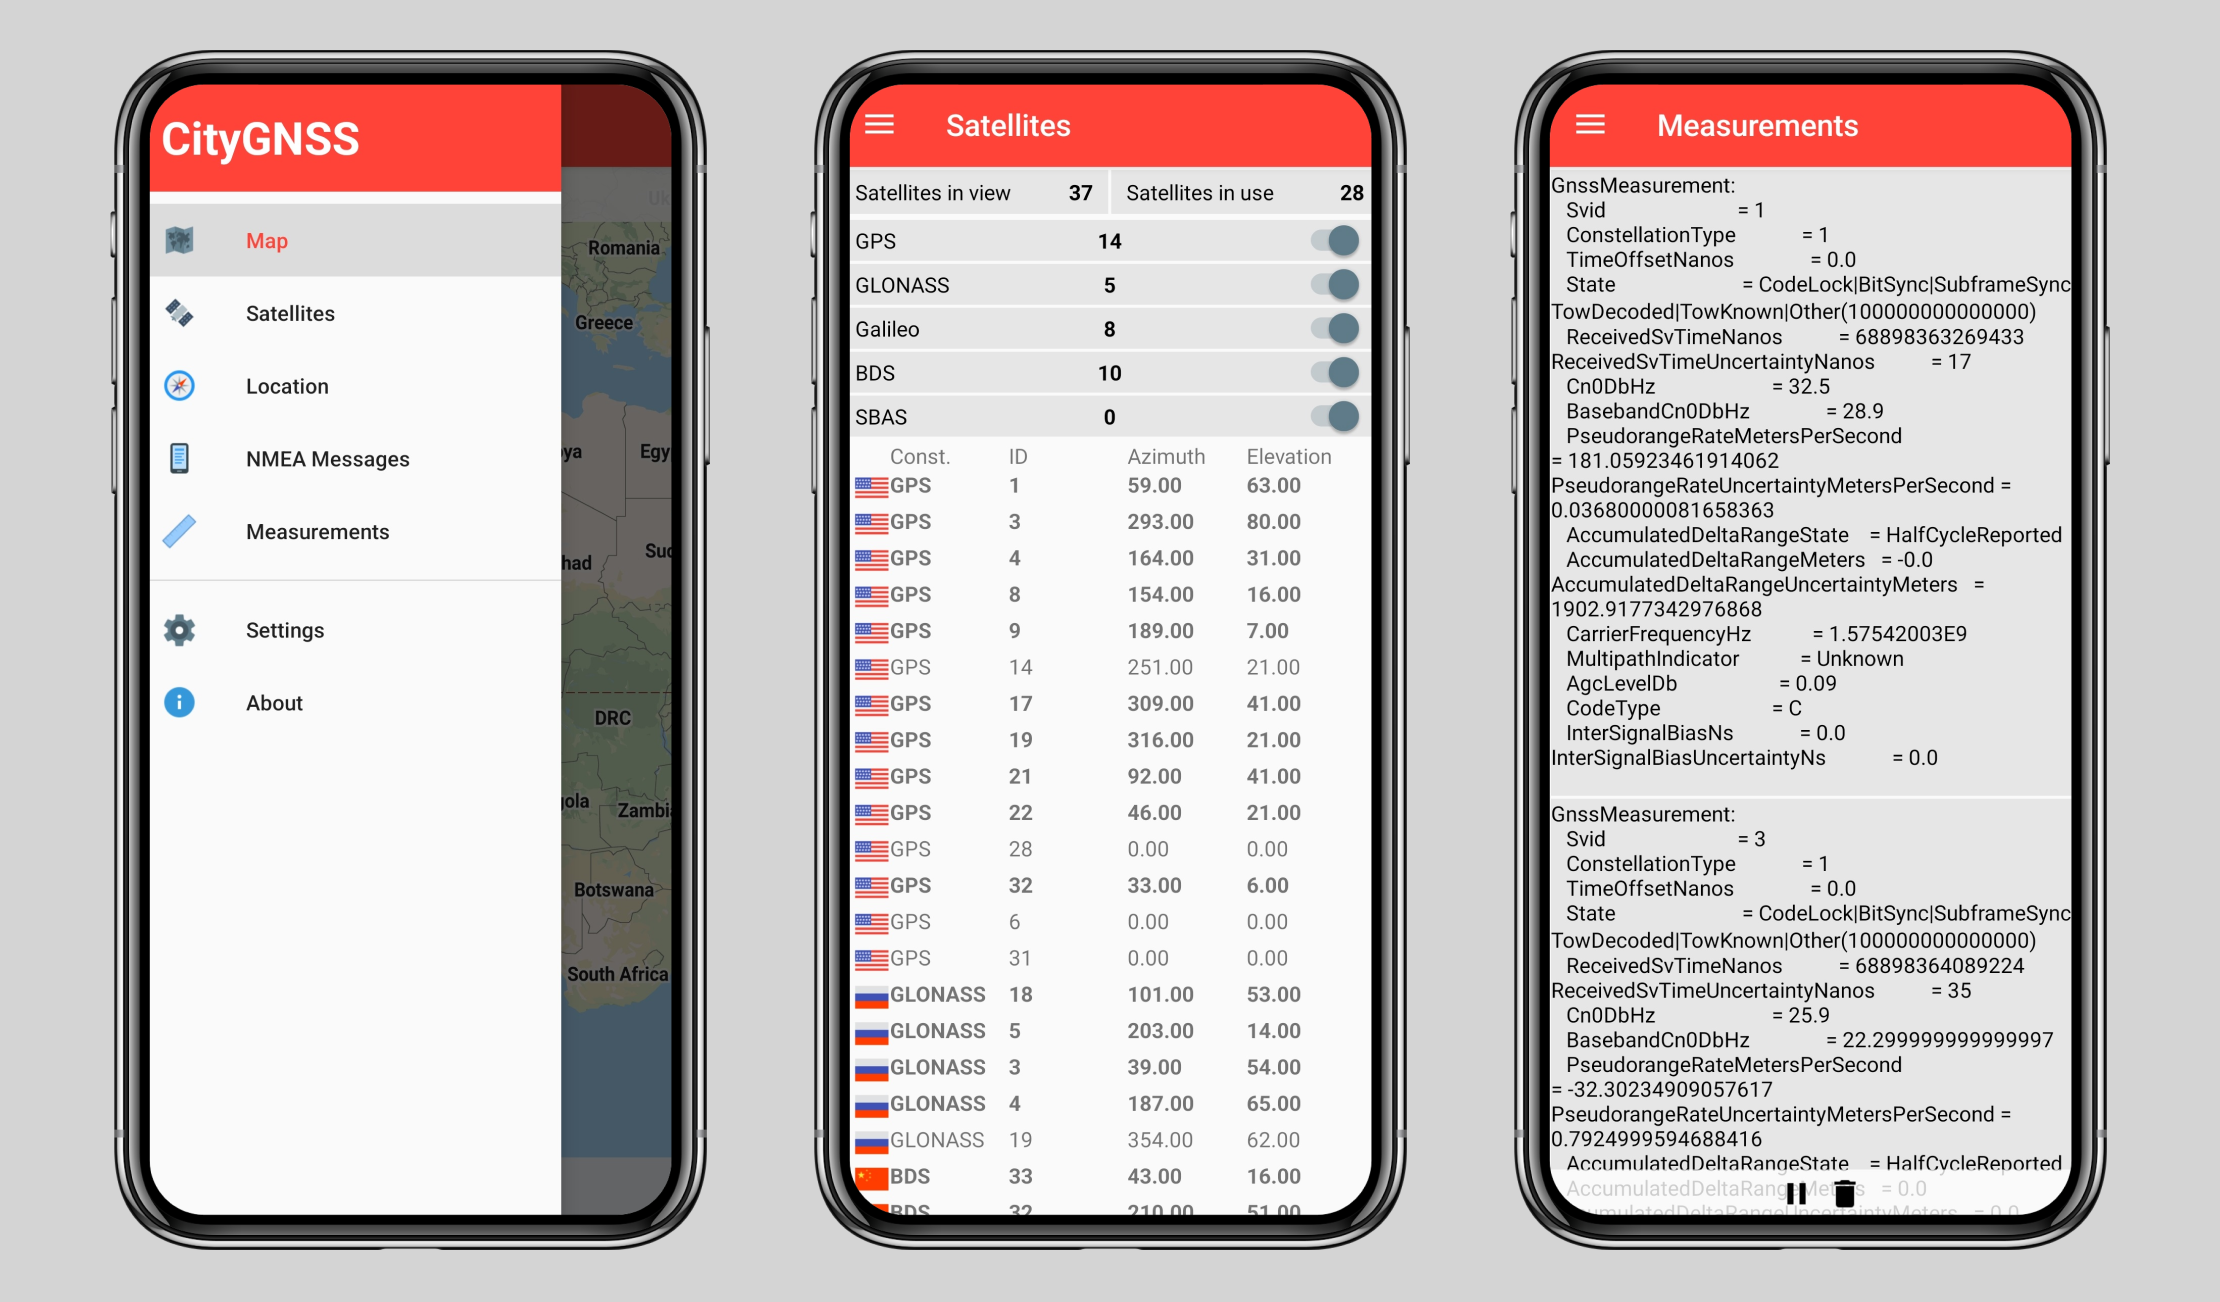 CityGNSS
Map
Satellites
Location
NMEA Messages
Measurements
Settings
About
Uk
Romania
Greece
ya
Egy
had
Suc
DRC
gola
Zambi
Botswana
South Africa
Satellites
Satellites in view 37 Satellites in use 28
GPS 14
GLONASS 5
Galileo 8
BDS 10
SBAS 0
Const. ID Azimuth Elevation
GPS 1 59.00 63.00
GPS 3 293.00 80.00
GPS 4 164.00 31.00
GPS 8 154.00 16.00
GPS 9 189.00 7.00
GPS 14 251.00 21.00
GPS 17 309.00 41.00
GPS 19 316.00 21.00
GPS 21 92.00 41.00
GPS 22 46.00 21.00
GPS 28 0.00 0.00
GPS 32 33.00 6.00
GPS 6 0.00 0.00
GPS 31 0.00 0.00
GLONASS 18 101.00 53.00
GLONASS 5 203.00 14.00
GLONASS 3 39.00 54.00
GLONASS 4 187.00 65.00
GLONASS 19 354.00 62.00
BDS 33 43.00 16.00
BDS 32 210.00 51.00
Measurements
GnssMeasurement:
Svid = 1
ConstellationType = 1
TimeOffsetNanos = 0.0
State = CodeLock|BitSync|SubframeSync
TowDecoded|TowKnown|Other(100000000000000)
ReceivedSvTimeNanos = 68898363269433
ReceivedSvTimeUncertaintyNanos = 17
Cn0DbHz = 32.5
BasebandCn0DbHz = 28.9
PseudorangeRateMetersPerSecond
= 181.05923461914062
PseudorangeRateUncertaintyMetersPerSecond =
0.03680000081658363
AccumulatedDeltaRangeState = HalfCycleReported
AccumulatedDeltaRangeMeters = -0.0
AccumulatedDeltaRangeUncertaintyMeters =
1902.9177342976868
CarrierFrequencyHz = 1.57542003E9
MultipathIndicator = Unknown
AgcLevelDb = 0.09
CodeType = C
InterSignalBiasNs = 0.0
InterSignalBiasUncertaintyNs = 0.0
GnssMeasurement:
Svid = 3
ConstellationType = 1
TimeOffsetNanos = 0.0
State = CodeLock|BitSync|SubframeSync
TowDecoded|TowKnown|Other(100000000000000)
ReceivedSvTimeNanos = 68898364089224
ReceivedSvTimeUncertaintyNanos = 35
Cn0DbHz = 25.9
BasebandCn0DbHz = 22.299999999999997
PseudorangeRateMetersPerSecond
= -32.30234909057617
PseudorangeRateUncertaintyMetersPerSecond =
0.7924999594688416
AccumulatedDeltaRangeState = HalfCycleReported
AccumulatedDeltaRangeMeters = 0.0
umulatedDeltaRangeUncertaintyMeters = 0.0